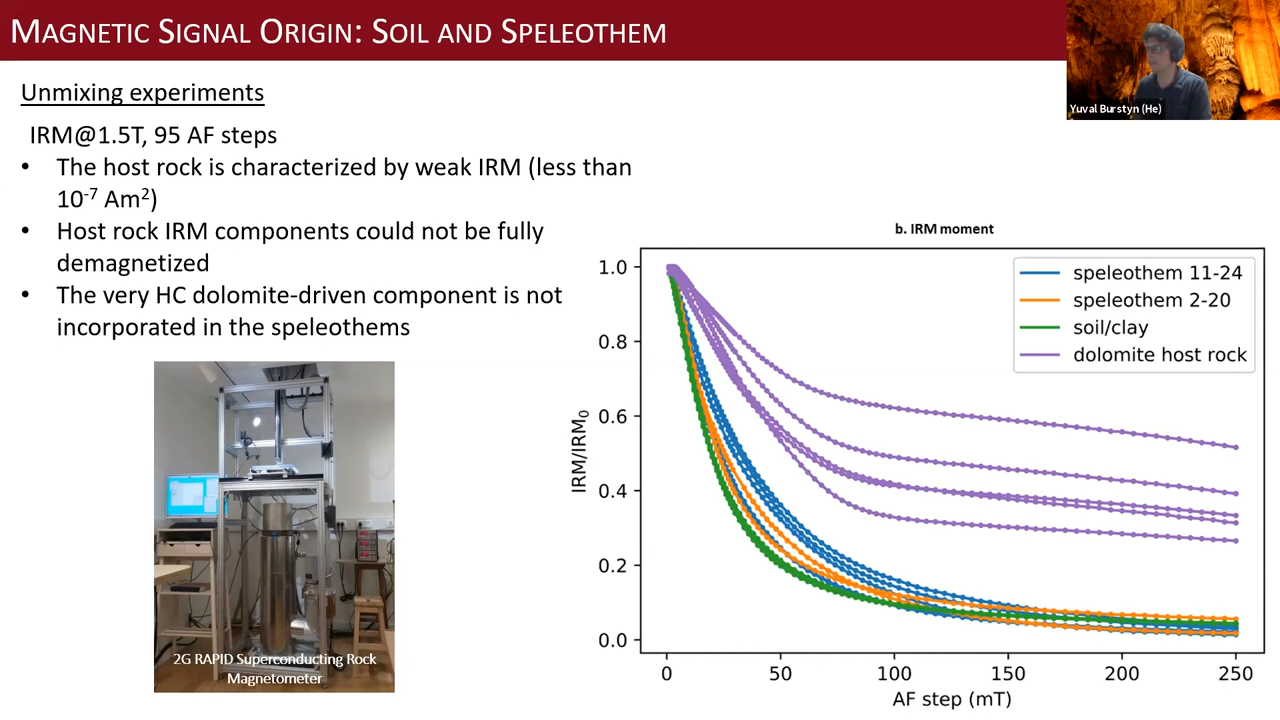 MAGNETIC SIGNAL ORIGIN: SOIL AND SPELEOTHEM
Yuval Burstyn (He)
Unmixing experiments
IRM@1.5T, 95 AF steps
• The host rock is characterized by weak IRM (less than
10⁻⁷ Am²)
• Host rock IRM components could not be fully
demagnetized
• The very HC dolomite-driven component is not
incorporated in the speleothems
2G RAPID Superconducting Rock
Magnetometer
b. IRM moment
speleothem 11-24
speleothem 2-20
soil/clay
dolomite host rock
IRM/IRM₀
1.0
0.8
0.6
0.4
0.2
0.0
0 50 100 150 200 250
AF step (mT)